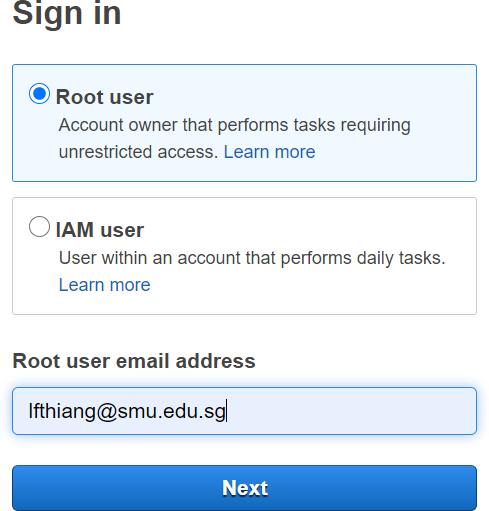 Sign in
Root user
Account owner that performs tasks requiring
unrestricted access. Learn more
IAM user
User within an account that performs daily tasks.
Learn more
Root user email address
lfthiang@smu.edu.sg
Next